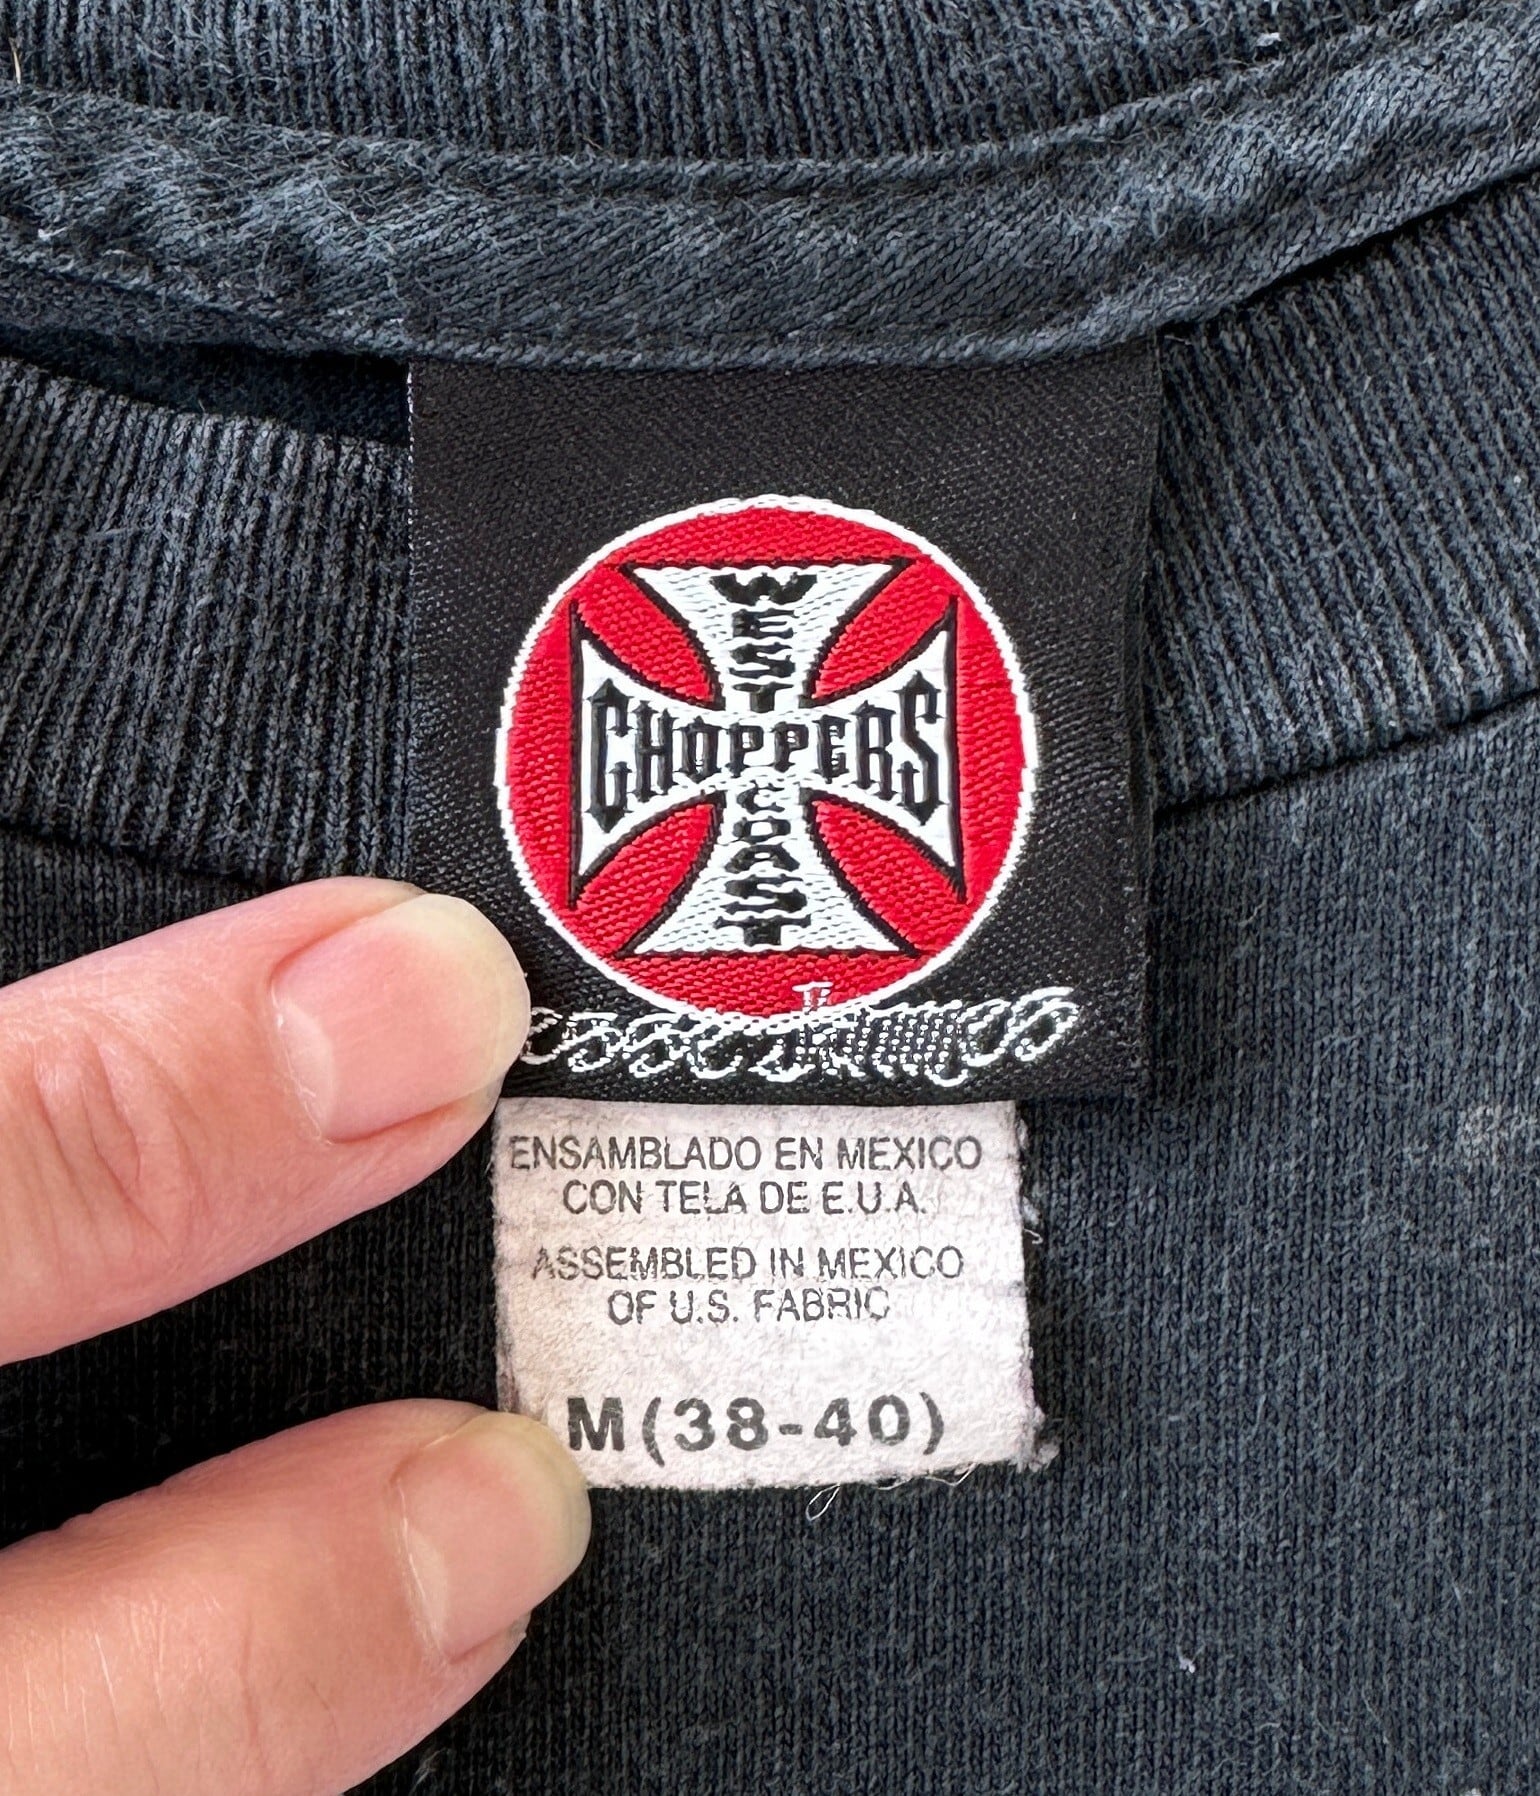 WEST
CHOPPERS
COAST
ENSAMBLADO EN MEXICO
CON TELA DE E.U.A.
ASSEMBLED IN MEXICO
OF U.S. FABRIC
M (38-40)